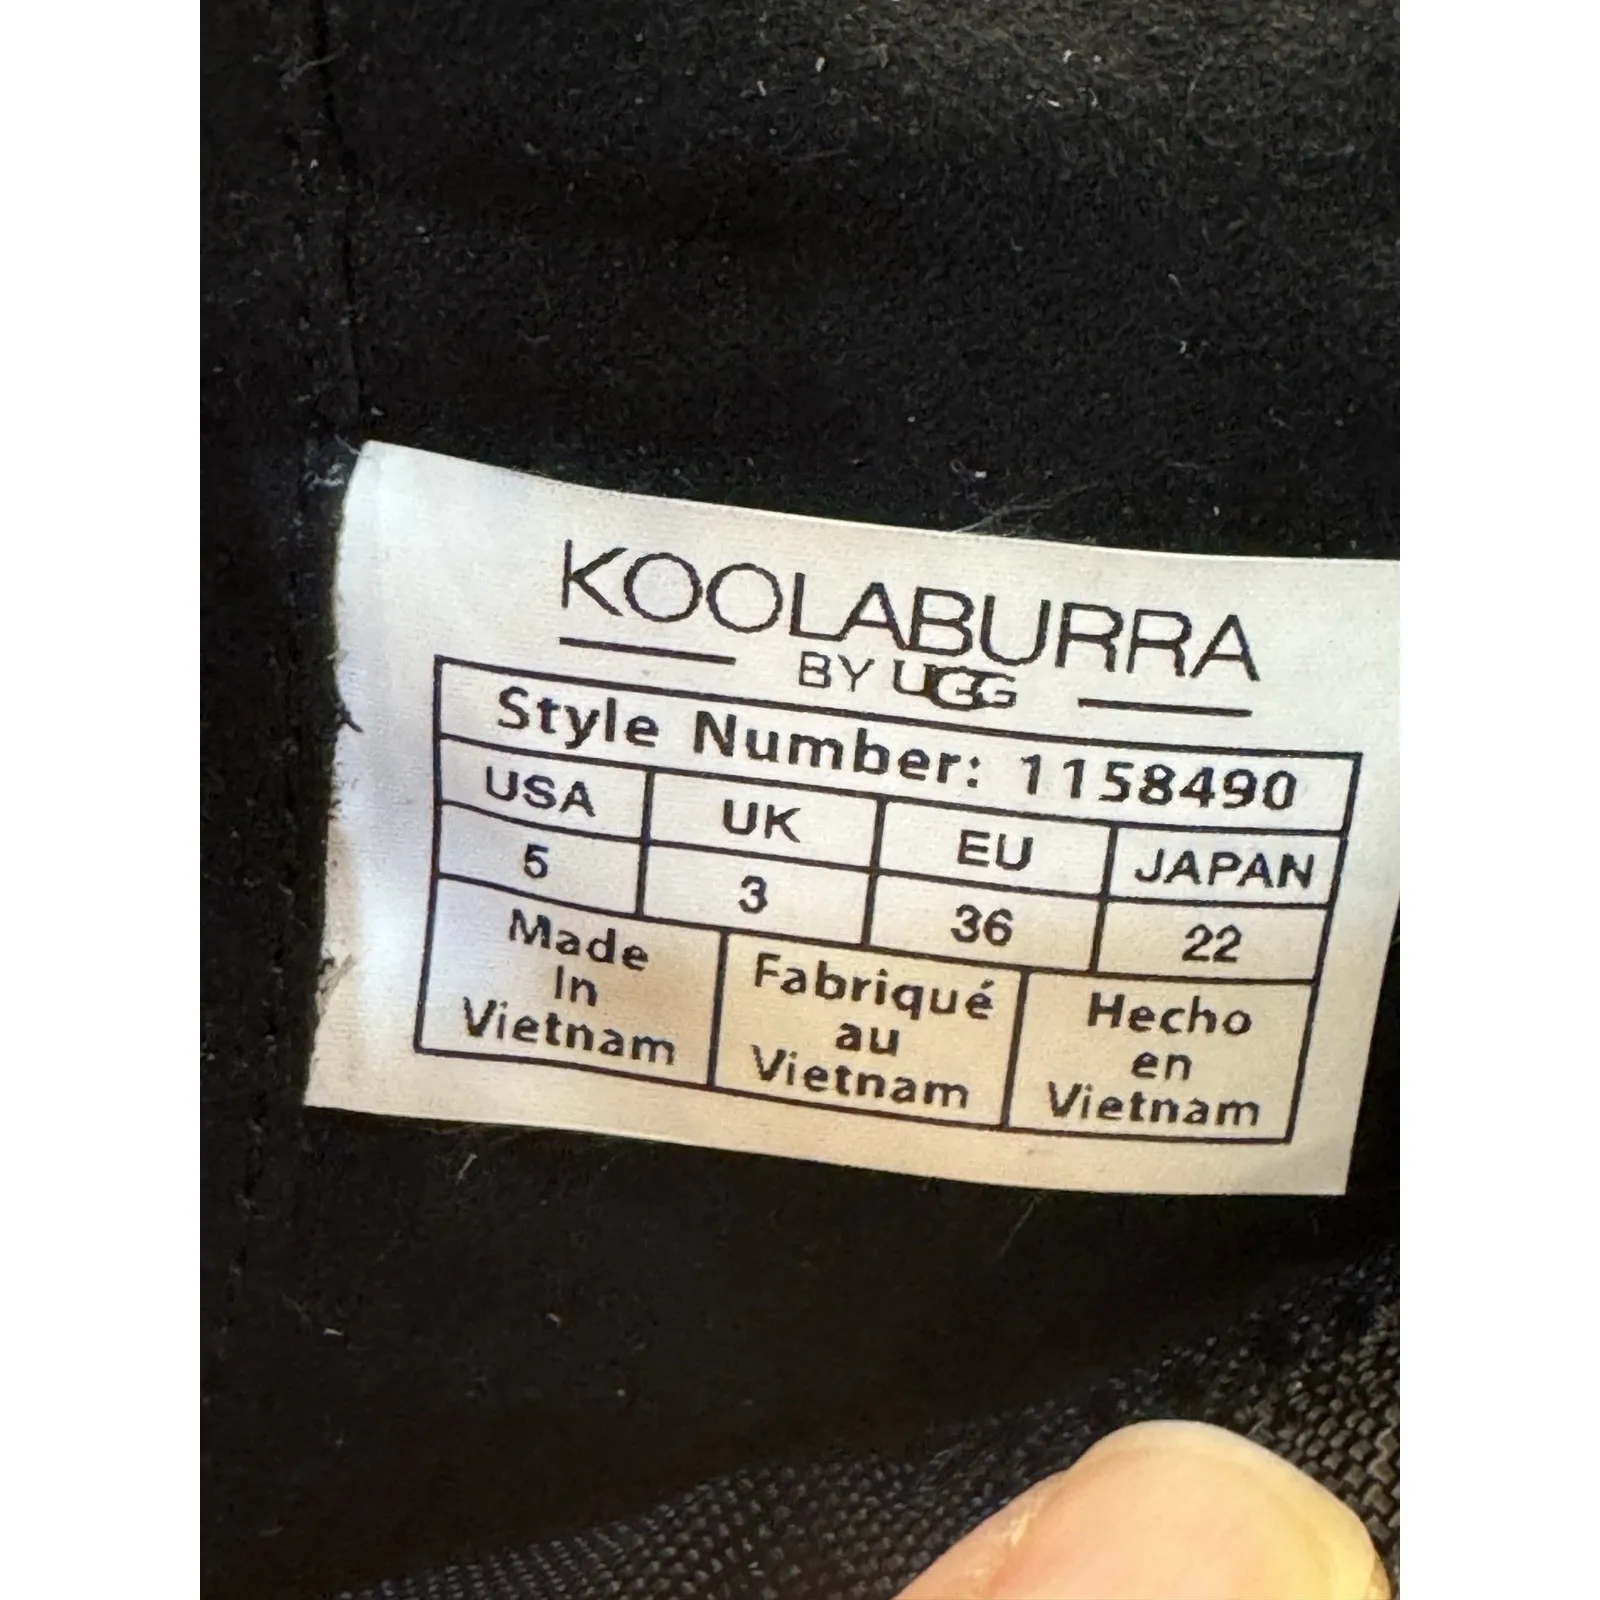 KOOLABURRA
BY UGG
Style Number: 1158490
USA UK EU JAPAN
5 3 36 22
Made
In
Vietnam
Fabriqué
au
Vietnam
Hecho
en
Vietnam